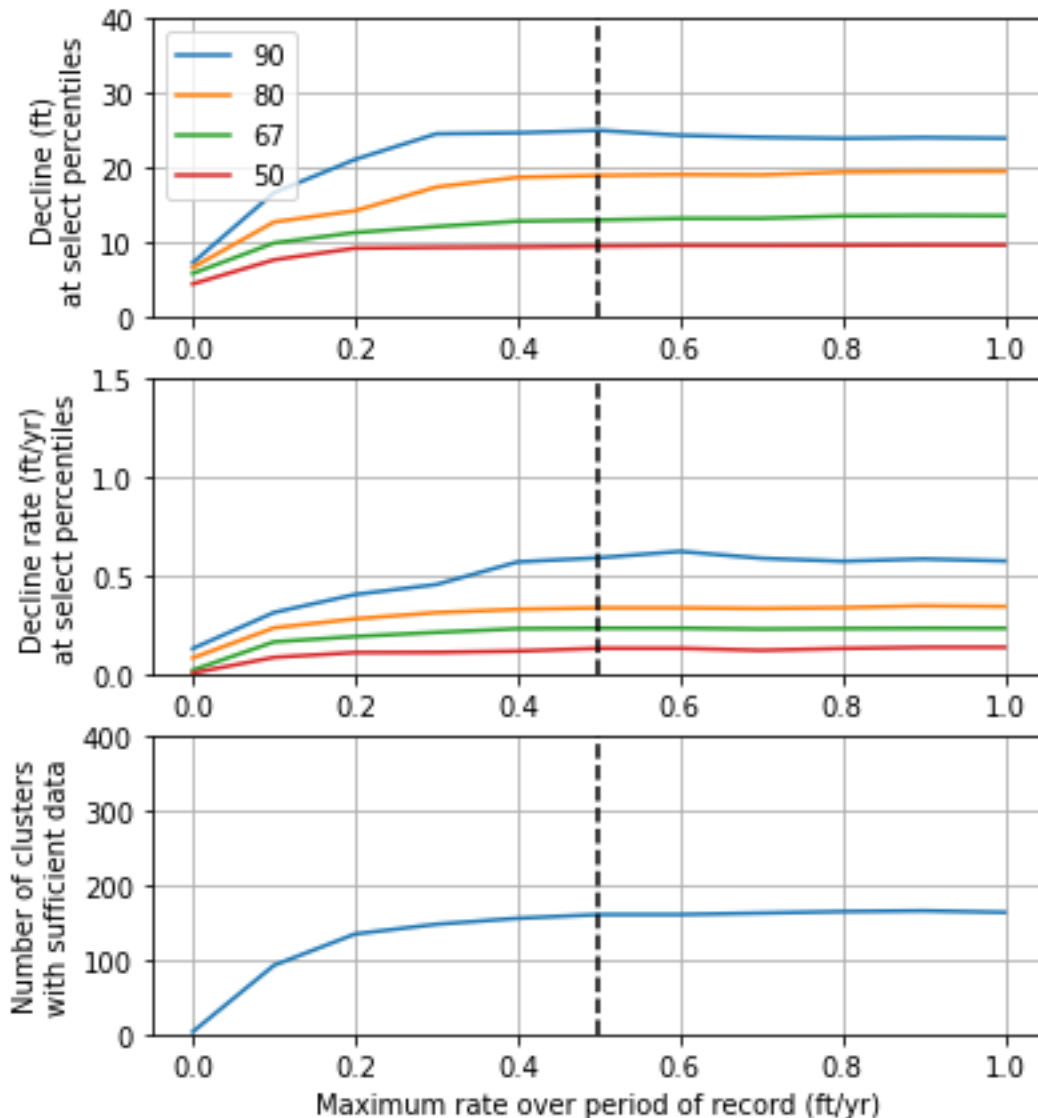 40
30
20
10
0
Decline (ft)
at select percentiles
90
80
67
50
0.0 0.2 0.4 0.6 0.8 1.0
1.5
1.0
0.5
0.0
Decline rate (ft/yr)
at select percentiles
0.0 0.2 0.4 0.6 0.8 1.0
400
300
200
100
0
Number of clusters
with sufficient data
0.0 0.2 0.4 0.6 0.8 1.0
Maximum rate over period of record (ft/yr)